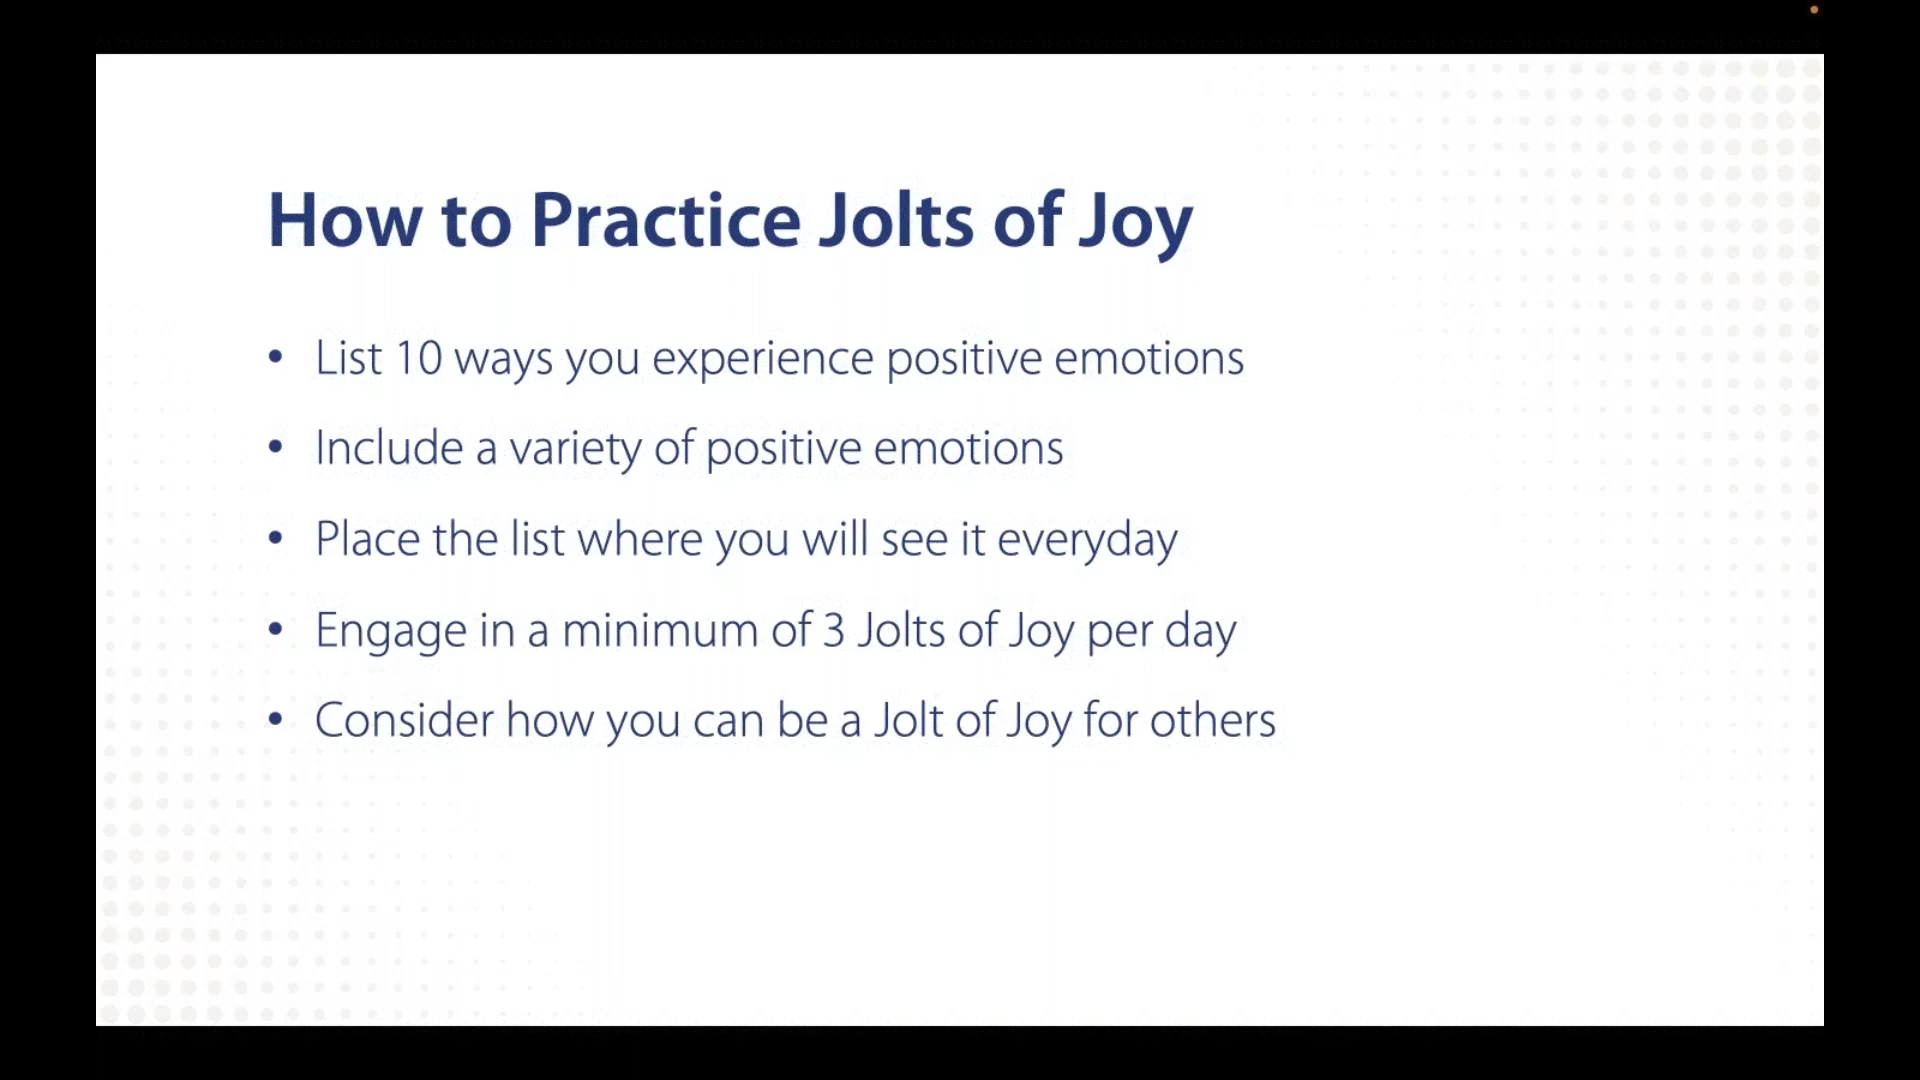 How to Practice Jolts of Joy
• List 10 ways you experience positive emotions
• Include a variety of positive emotions
• Place the list where you will see it everyday
• Engage in a minimum of 3 Jolts of Joy per day
• Consider how you can be a Jolt of Joy for others